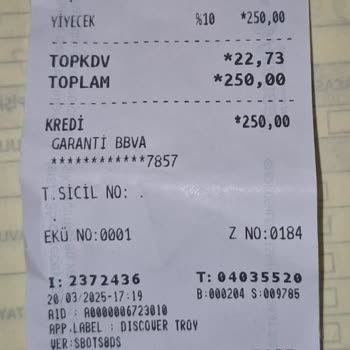 YİYECEK %10 *250,00
TOPKDV *22,73
TOPLAM *250,00
KREDİ *250,00
GARANTİ BBVA
************7857
T.SİCİL NO: .
.
EKÜ NO:0001 Z NO:0184
I: 2372436 T: 04035520
20/03/2025-17:19 B:000204 S:009785
AID : A0000006723010
APP.LABEL : DISCOVER TROY
VER:SBOTS8DS